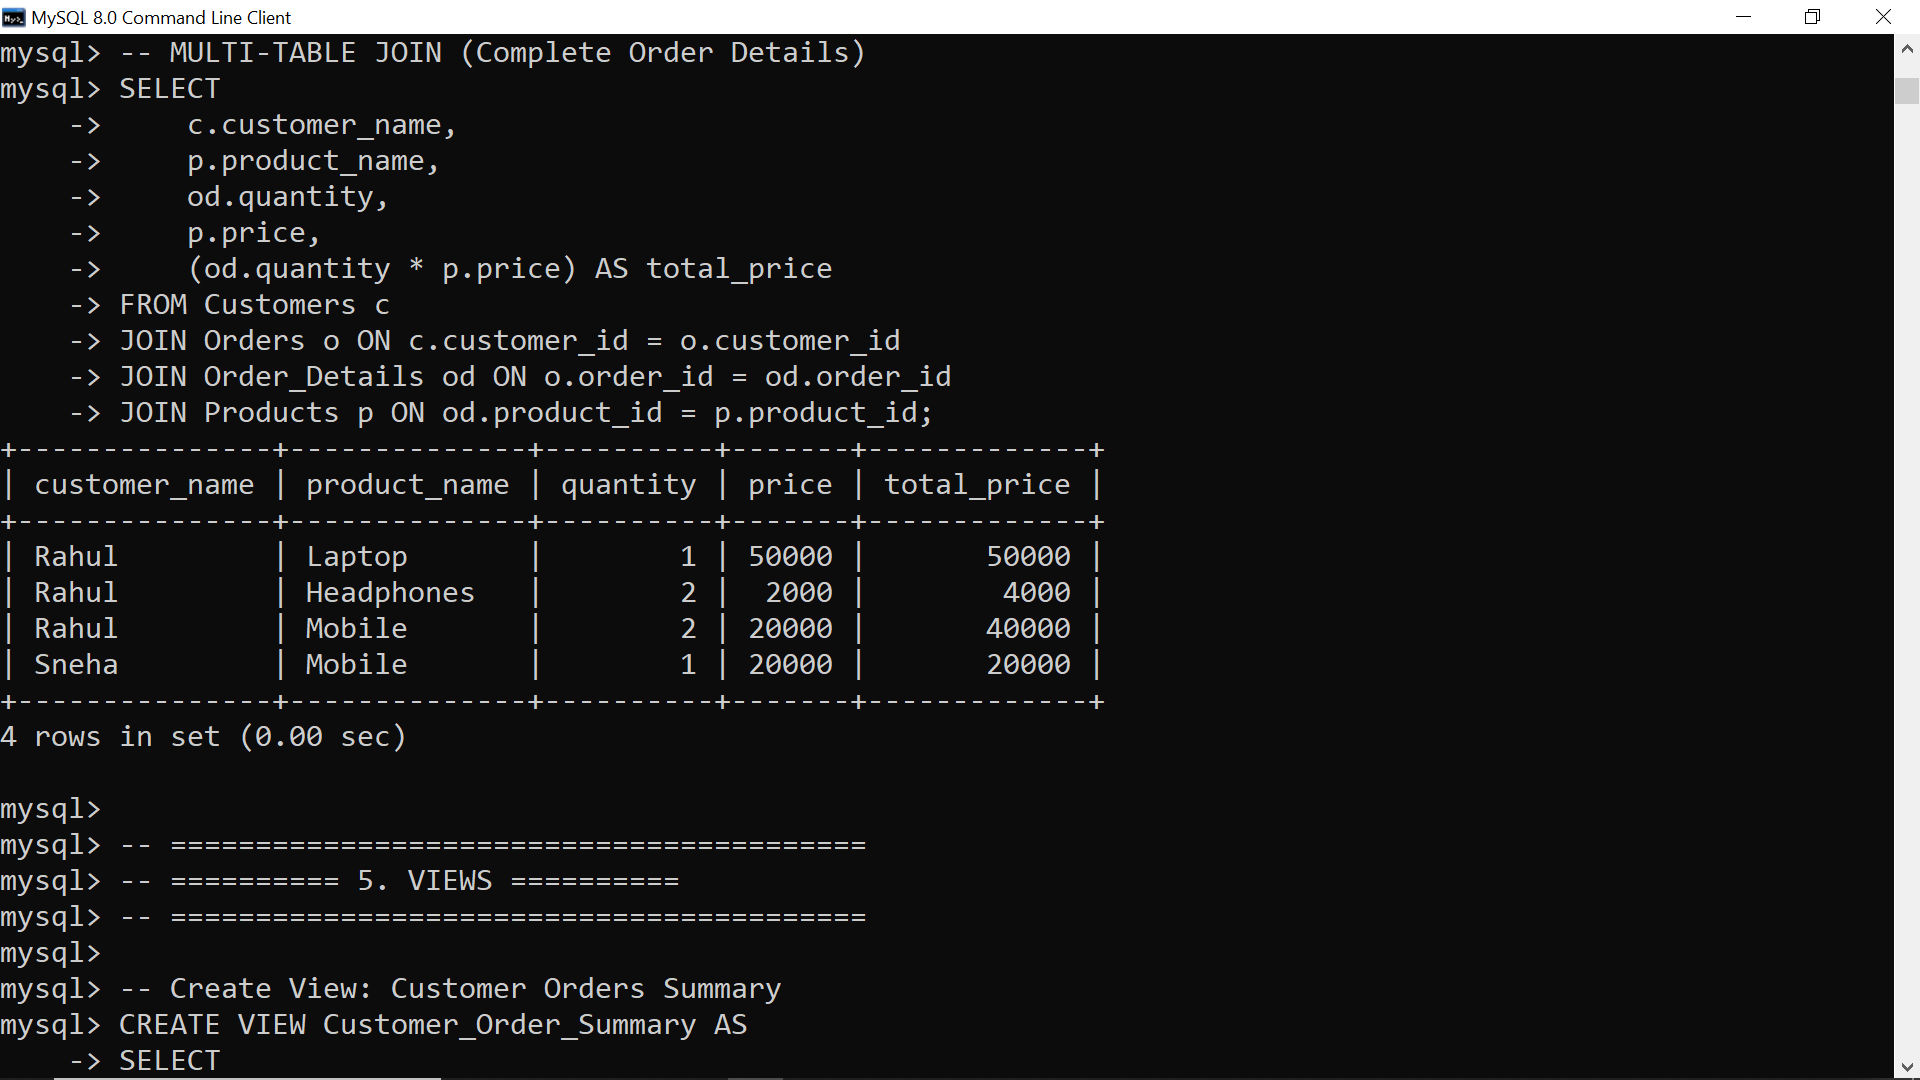 MySQL 8.0 Command Line Client
mysql> -- MULTI-TABLE JOIN (Complete Order Details)
mysql> SELECT
    ->     c.customer_name,
    ->     p.product_name,
    ->     od.quantity,
    ->     p.price,
    ->     (od.quantity * p.price) AS total_price
    -> FROM Customers c
    -> JOIN Orders o ON c.customer_id = o.customer_id
    -> JOIN Order_Details od ON o.order_id = od.order_id
    -> JOIN Products p ON od.product_id = p.product_id;
+---------------+--------------+----------+-------+-------------+
| customer_name | product_name | quantity | price | total_price |
+---------------+--------------+----------+-------+-------------+
| Rahul         | Laptop       |        1 | 50000 |       50000 |
| Rahul         | Headphones   |        2 |  2000 |        4000 |
| Rahul         | Mobile       |        2 | 20000 |       40000 |
| Sneha         | Mobile       |        1 | 20000 |       20000 |
+---------------+--------------+----------+-------+-------------+
4 rows in set (0.00 sec)
mysql>
mysql> -- =========================================
mysql> -- ========== 5. VIEWS ==========
mysql> -- =========================================
mysql>
mysql> -- Create View: Customer Orders Summary
mysql> CREATE VIEW Customer_Order_Summary AS
    -> SELECT